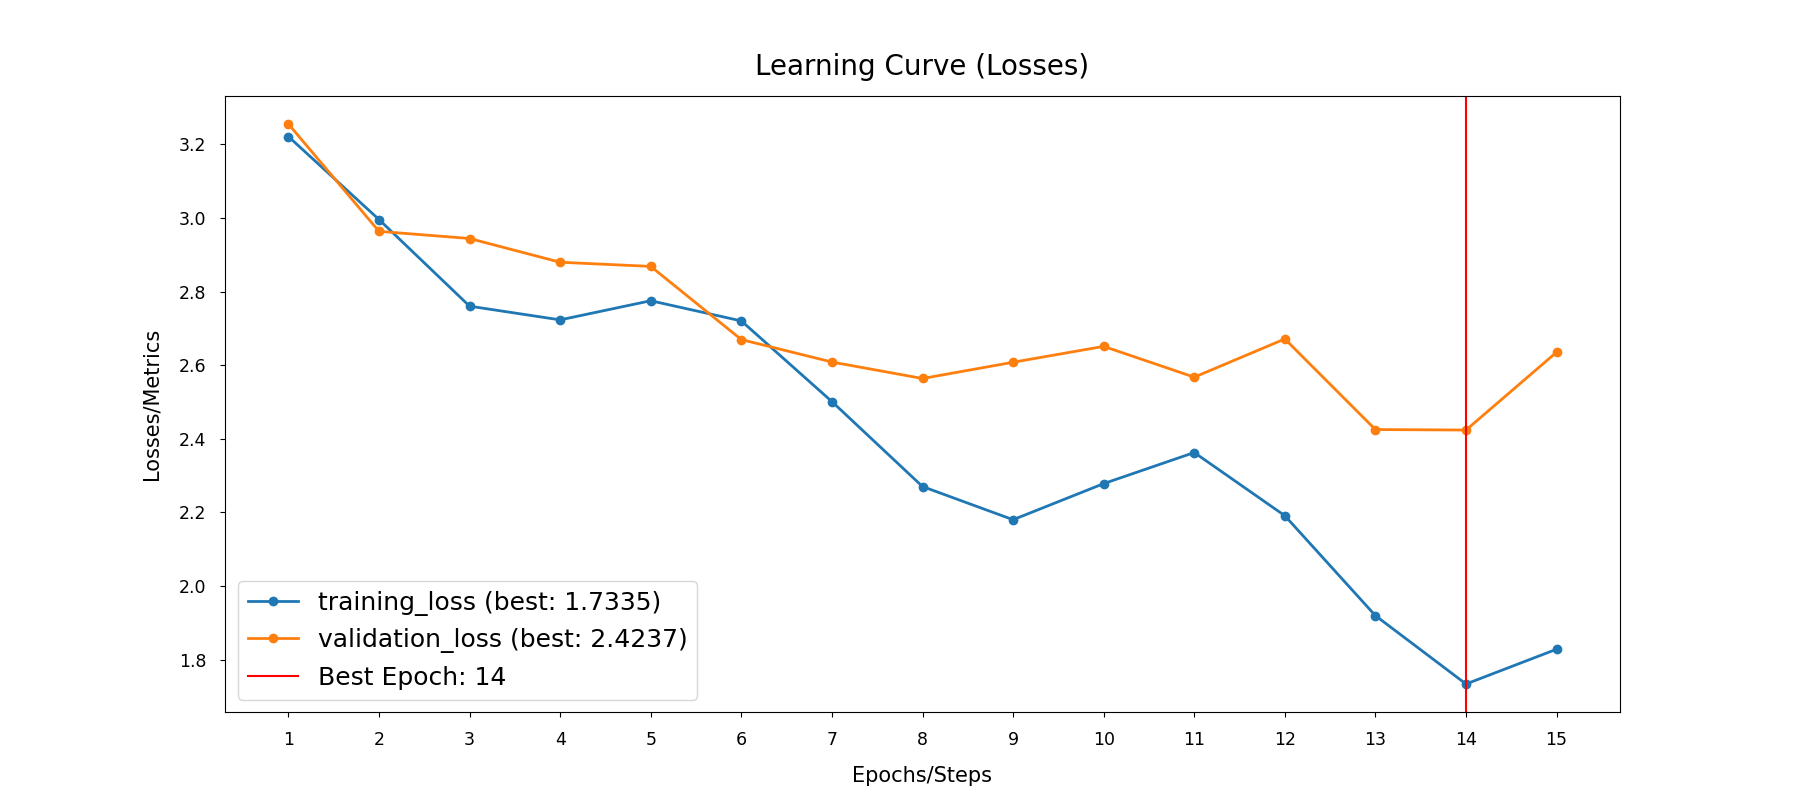 Learning Curve (Losses)
Losses/Metrics
3.2
3.0
2.8
2.6
2.4
2.2
2.0
1.8
training_loss (best: 1.7335)
validation_loss (best: 2.4237)
Best Epoch: 14
1 2 3 4 5 6 7 8 9 10 11 12 13 14 15
Epochs/Steps